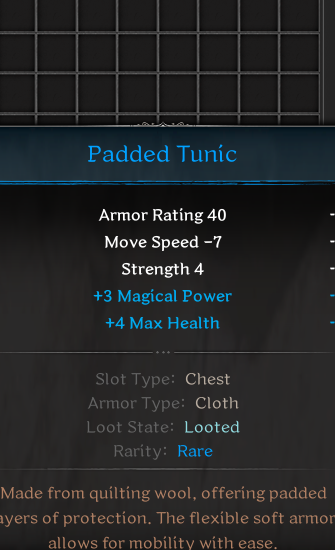 Padded Tunic
Armor Rating 40
Move Speed -7
Strength 4
+3 Magical Power
+4 Max Health
Slot Type: Chest
Armor Type: Cloth
Loot State: Looted
Rarity: Rare
Made from quilting wool, offering padded
ayers of protection. The flexible soft armor
allows for mobility with ease.